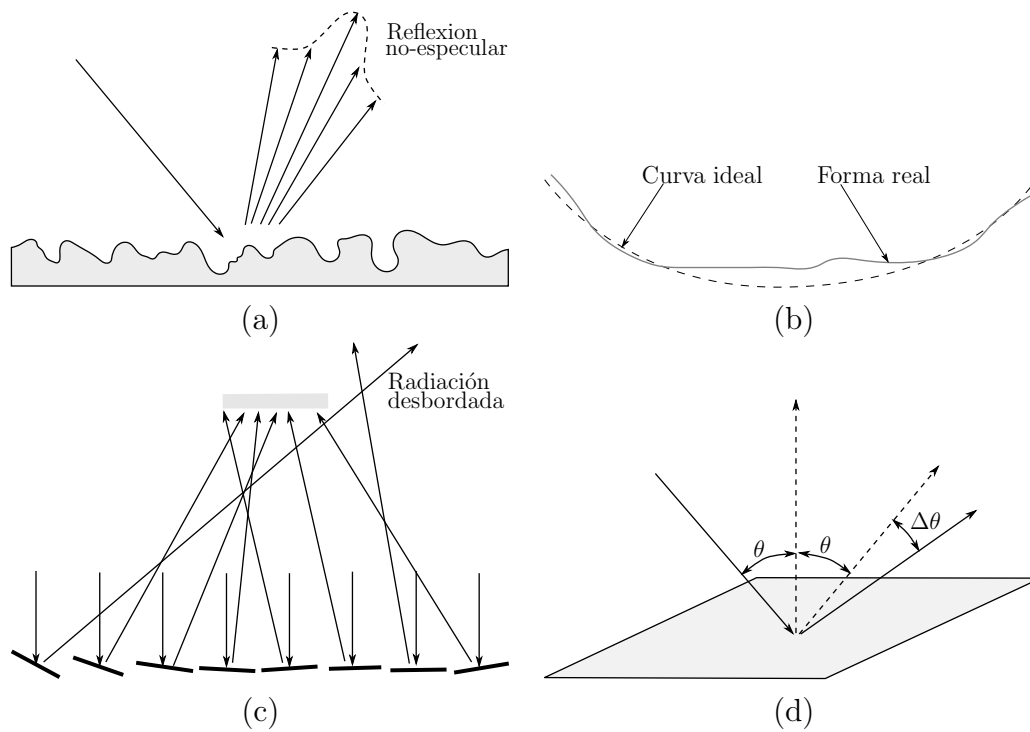 Reflexion
no-especular
(a)
Curva ideal
Forma real
(b)
Radiación
desbordada
(c)
θ
θ
Δθ
(d)